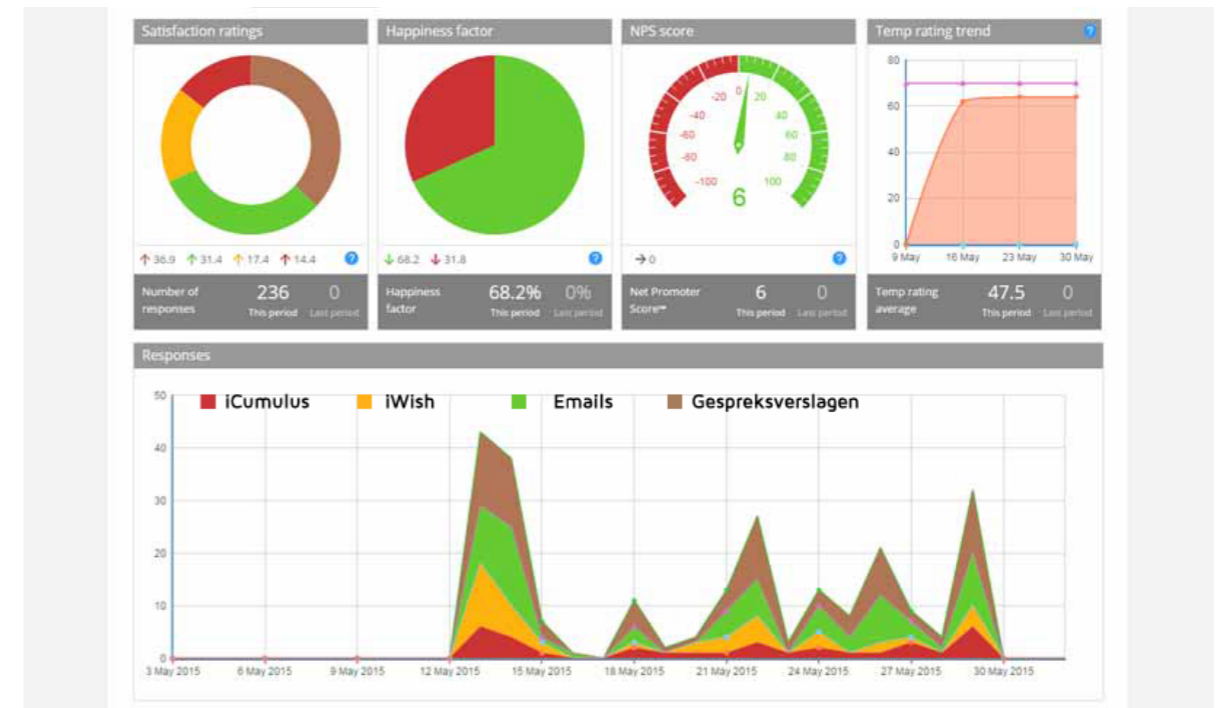 Satisfaction ratings
Happiness factor
NPS score
Temp rating trend ?
-100 -80 -60 -40 -20 0 20 40 60 80 100
6
80
60
40
20
0
9 May 16 May 23 May 30 May
↑ 36.9 ↑ 31.4 ↑ 17.4 ↑ 14.4 ?
↓ 68.2 ↓ 31.8 ?
→ 0 ?
Number of responses
236 This period
0 Last period
Happiness factor
68.2% This period
0% Last period
Net Promoter Score℠
6 This period
0 Last period
Temp rating average
47.5 This period
0 Last period
Responses
iCumulus iWish Emails Gespreksverslagen
50
40
30
20
10
0
3 May 2015 6 May 2015 9 May 2015 12 May 2015 15 May 2015 18 May 2015 21 May 2015 24 May 2015 27 May 2015 30 May 2015